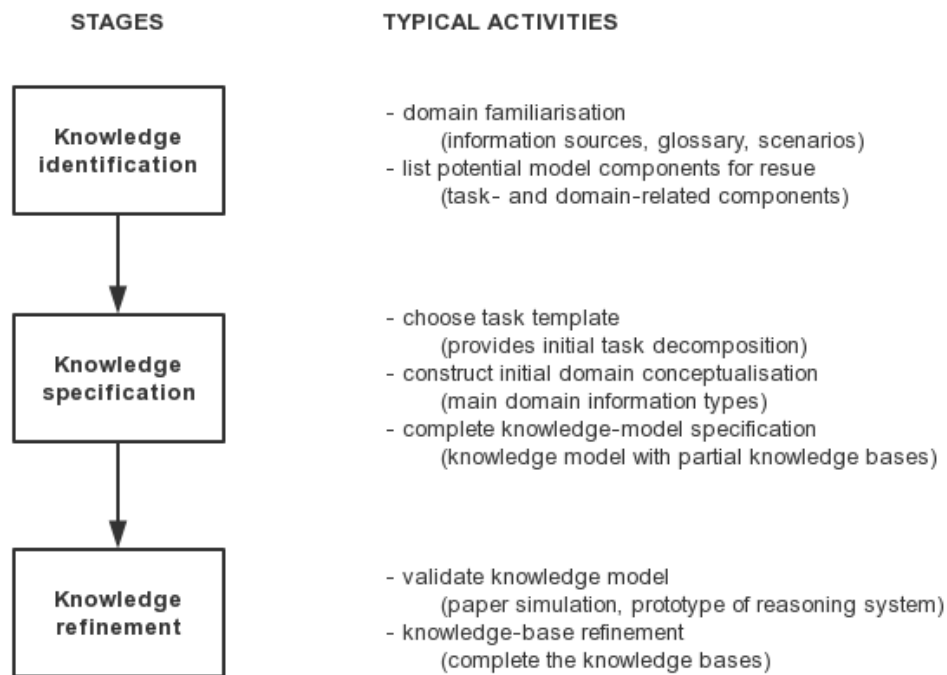 STAGES
TYPICAL ACTIVITIES
Knowledge
identification
- domain familiarisation
(information sources, glossary, scenarios)
- list potential model components for resue
(task- and domain-related components)
Knowledge
specification
- choose task template
(provides initial task decomposition)
- construct initial domain conceptualisation
(main domain information types)
- complete knowledge-model specification
(knowledge model with partial knowledge bases)
Knowledge
refinement
- validate knowledge model
(paper simulation, prototype of reasoning system)
- knowledge-base refinement
(complete the knowledge bases)